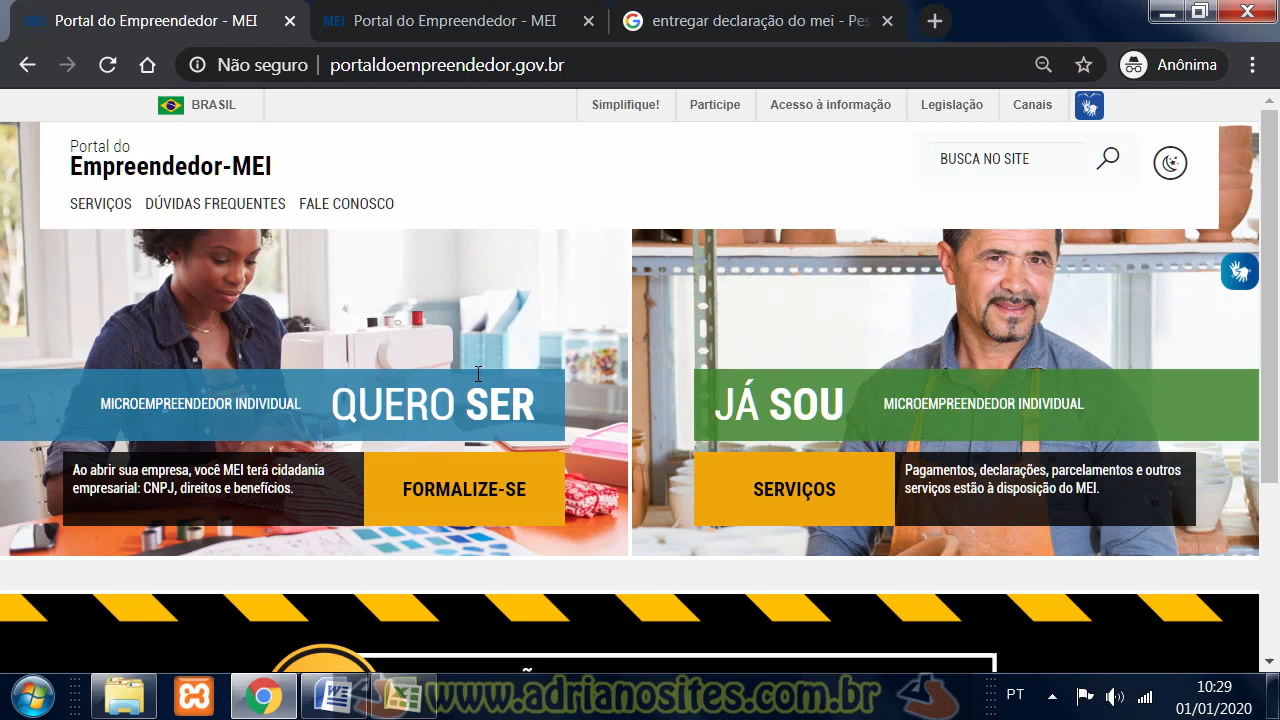 MEI Portal do Empreendedor - MEI
MEI Portal do Empreendedor - MEI
entregar declaração do mei - Pes
Não seguro
portaldoempreendedor.gov.br
Anônima
BRASIL
Simplifique!
Participe
Acesso à informação
Legislação
Canais
Portal do
Empreendedor-MEI
BUSCA NO SITE
SERVIÇOS
DÚVIDAS FREQUENTES
FALE CONOSCO
MICROEMPREENDEDOR INDIVIDUAL
QUERO SER
Ao abrir sua empresa, você MEI terá cidadania
empresarial: CNPJ, direitos e benefícios.
FORMALIZE-SE
JÁ SOU
MICROEMPREENDEDOR INDIVIDUAL
SERVIÇOS
Pagamentos, declarações, parcelamentos e outros
serviços estão à disposição do MEI.
www.adrianosites.com.br
PT
10:29
01/01/2020